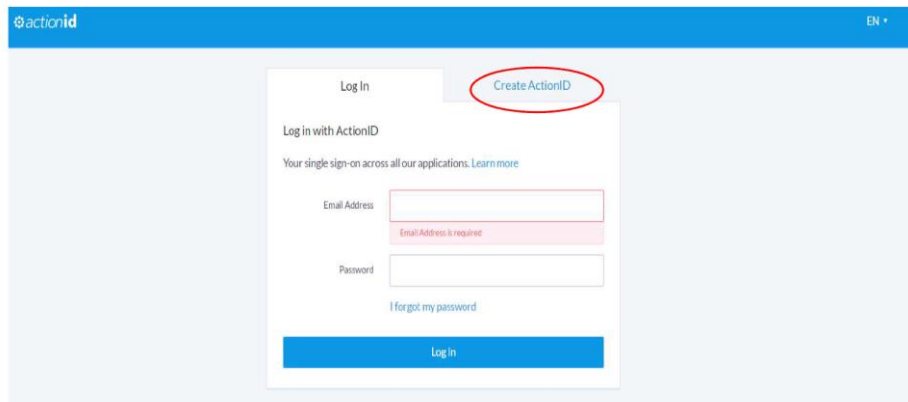 actionid
EN
Log In
Create ActionID
Log in with ActionID
Your single sign-on across all our applications. Learn more
Email Address
Email Address is required
Password
I forgot my password
Log In